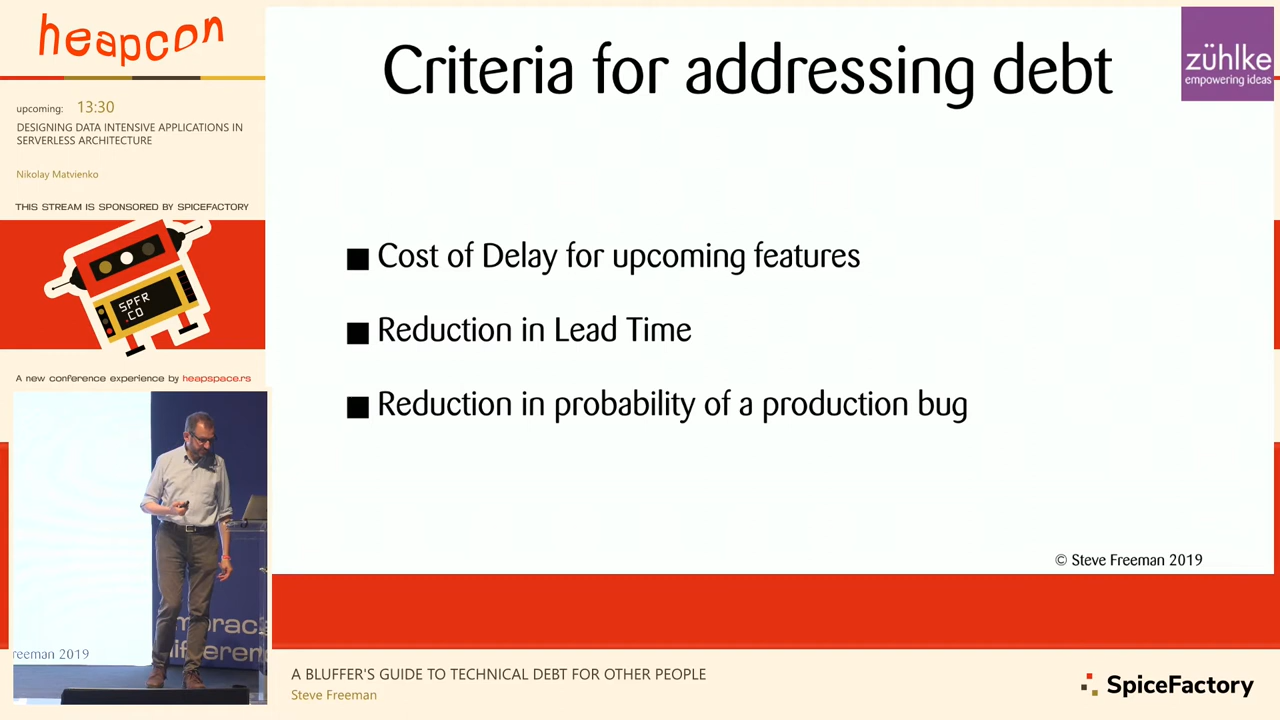 heapcon
upcoming: 13:30
DESIGNING DATA INTENSIVE APPLICATIONS IN
SERVERLESS ARCHITECTURE
Nikolay Matvienko
THIS STREAM IS SPONSORED BY SPICEFACTORY
SPFR
.CO
A new conference experience by heapspace.rs
reeman 2019
mbrac
ifferen
Criteria for addressing debt
zühlke
empowering ideas
■ Cost of Delay for upcoming features
■ Reduction in Lead Time
■ Reduction in probability of a production bug
© Steve Freeman 2019
A BLUFFER'S GUIDE TO TECHNICAL DEBT FOR OTHER PEOPLE
Steve Freeman
SpiceFactory